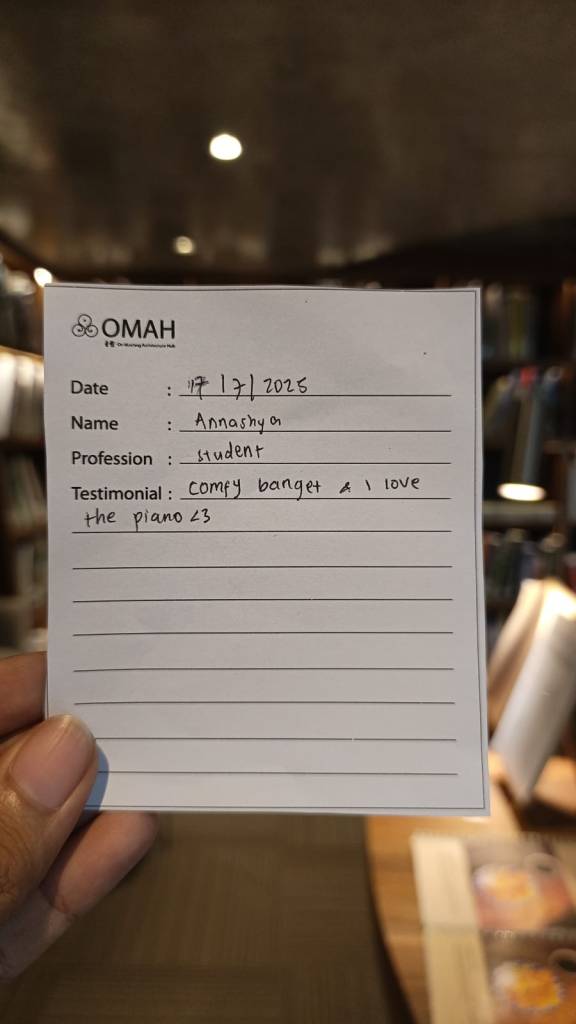 OMAH
Date : 17 / 7 / 2025
Name : Annashya
Profession : student
Testimonial : comfy banget & I love
the piano <3